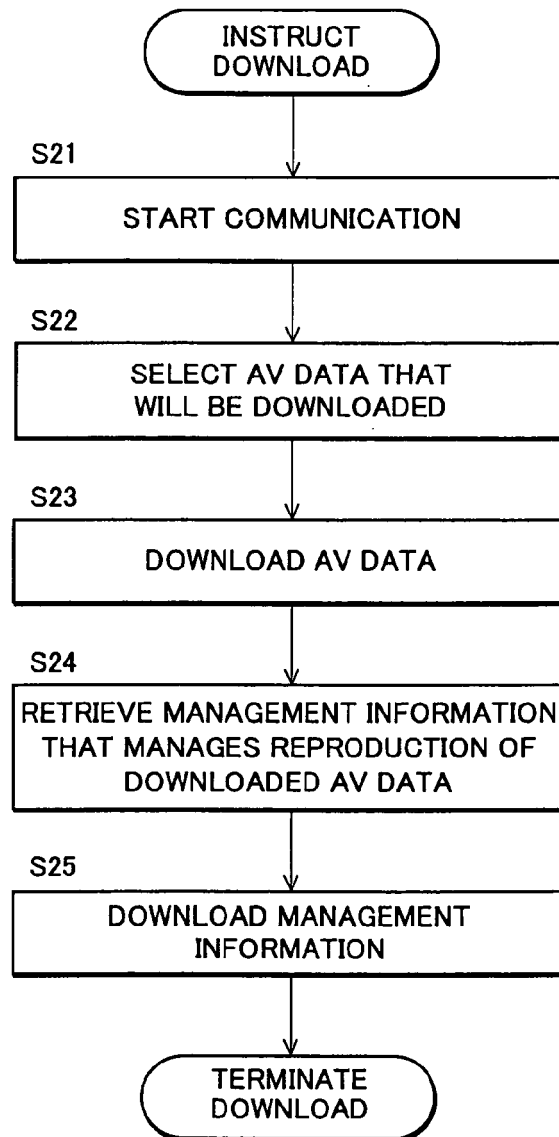 INSTRUCT
DOWNLOAD
S21
START COMMUNICATION
S22
SELECT AV DATA THAT
WILL BE DOWNLOADED
S23
DOWNLOAD AV DATA
S24
RETRIEVE MANAGEMENT INFORMATION
THAT MANAGES REPRODUCTION OF
DOWNLOADED AV DATA
S25
DOWNLOAD MANAGEMENT
INFORMATION
TERMINATE
DOWNLOAD